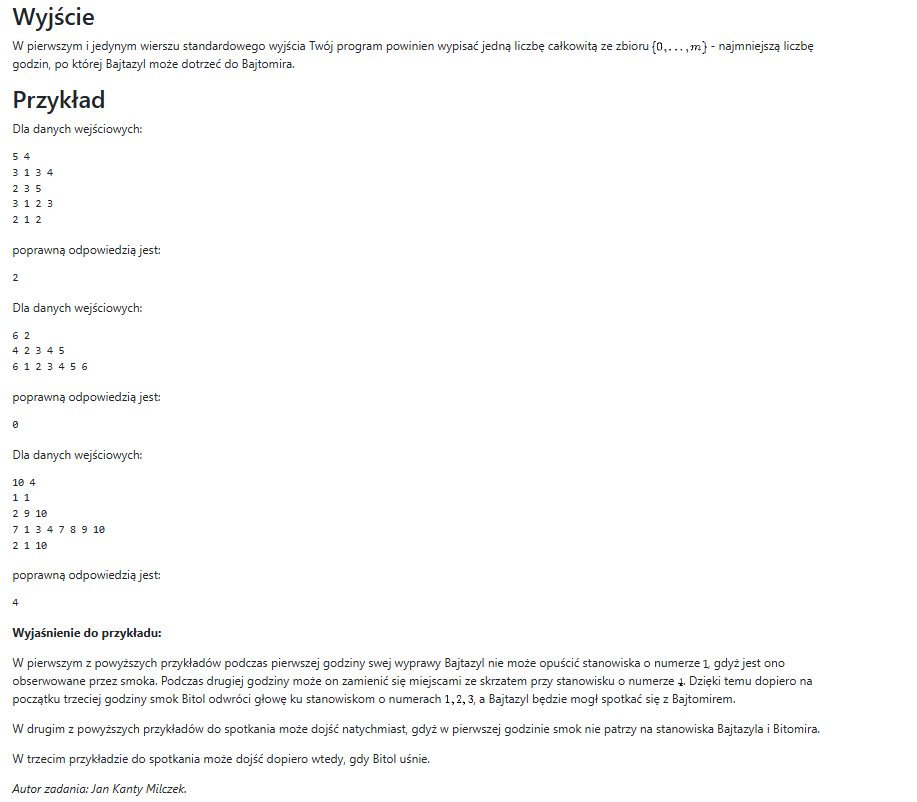 Wyjście
W pierwszym i jedynym wierszu standardowego wyjścia Twój program powinien wypisać jedną liczbę całkowitą ze zbioru {0,...,m} - najmniejszą liczbę
godzin, po której Bajtazyl może dotrzeć do Bajtomira.
Przykład
Dla danych wejściowych:
5 4
3 1 3 4
2 3 5
3 1 2 3
2 1 2
poprawną odpowiedzią jest:
2
Dla danych wejściowych:
6 2
4 2 3 4 5
6 1 2 3 4 5 6
poprawną odpowiedzią jest:
0
Dla danych wejściowych:
10 4
1 1
2 9 10
7 1 3 4 7 8 9 10
2 1 10
poprawną odpowiedzią jest:
4
Wyjaśnienie do przykładu:
W pierwszym z powyższych przykładów podczas pierwszej godziny swej wyprawy Bajtazyl nie może opuścić stanowiska o numerze 1, gdyż jest ono
obserwowane przez smoka. Podczas drugiej godziny może on zamienić się miejscami ze skrzatem przy stanowisku o numerze 4. Dzięki temu dopiero na
początku trzeciej godziny smok Bitol odwróci głowę ku stanowiskom o numerach 1, 2, 3, a Bajtazyl będzie mogł spotkać się z Bajtomirem.
W drugim z powyższych przykładów do spotkania może dojść natychmiast, gdyż w pierwszej godzinie smok nie patrzy na stanowiska Bajtazyla i Bitomira.
W trzecim przykładzie do spotkania może dojść dopiero wtedy, gdy Bitol uśnie.
Autor zadania: Jan Kanty Milczek.